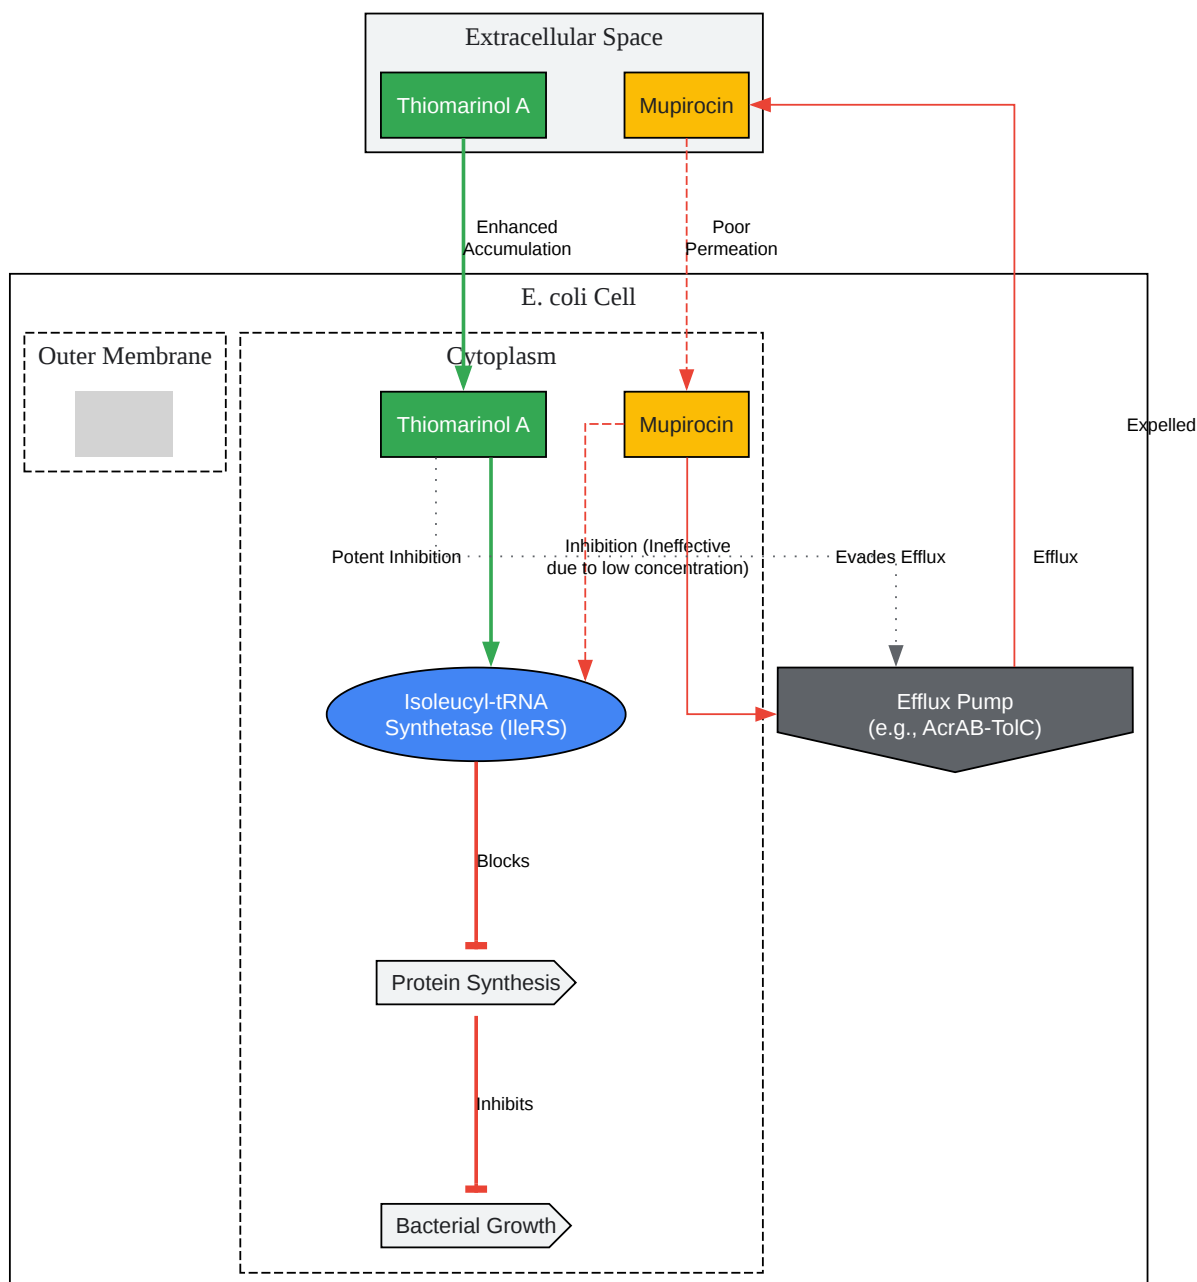 Extracellular Space
Thiomarinol A
Mupirocin
Enhanced
Accumulation
Poor
Permeation
E. coli Cell
Outer Membrane
Cytoplasm
Thiomarinol A
Mupirocin
Expelled
Potent Inhibition
Inhibition (Ineffective
due to low concentration)
Evades Efflux
Efflux
Isoleucyl-tRNA
Synthetase (IleRS)
Efflux Pump
(e.g., AcrAB-TolC)
Blocks
Protein Synthesis
Inhibits
Bacterial Growth